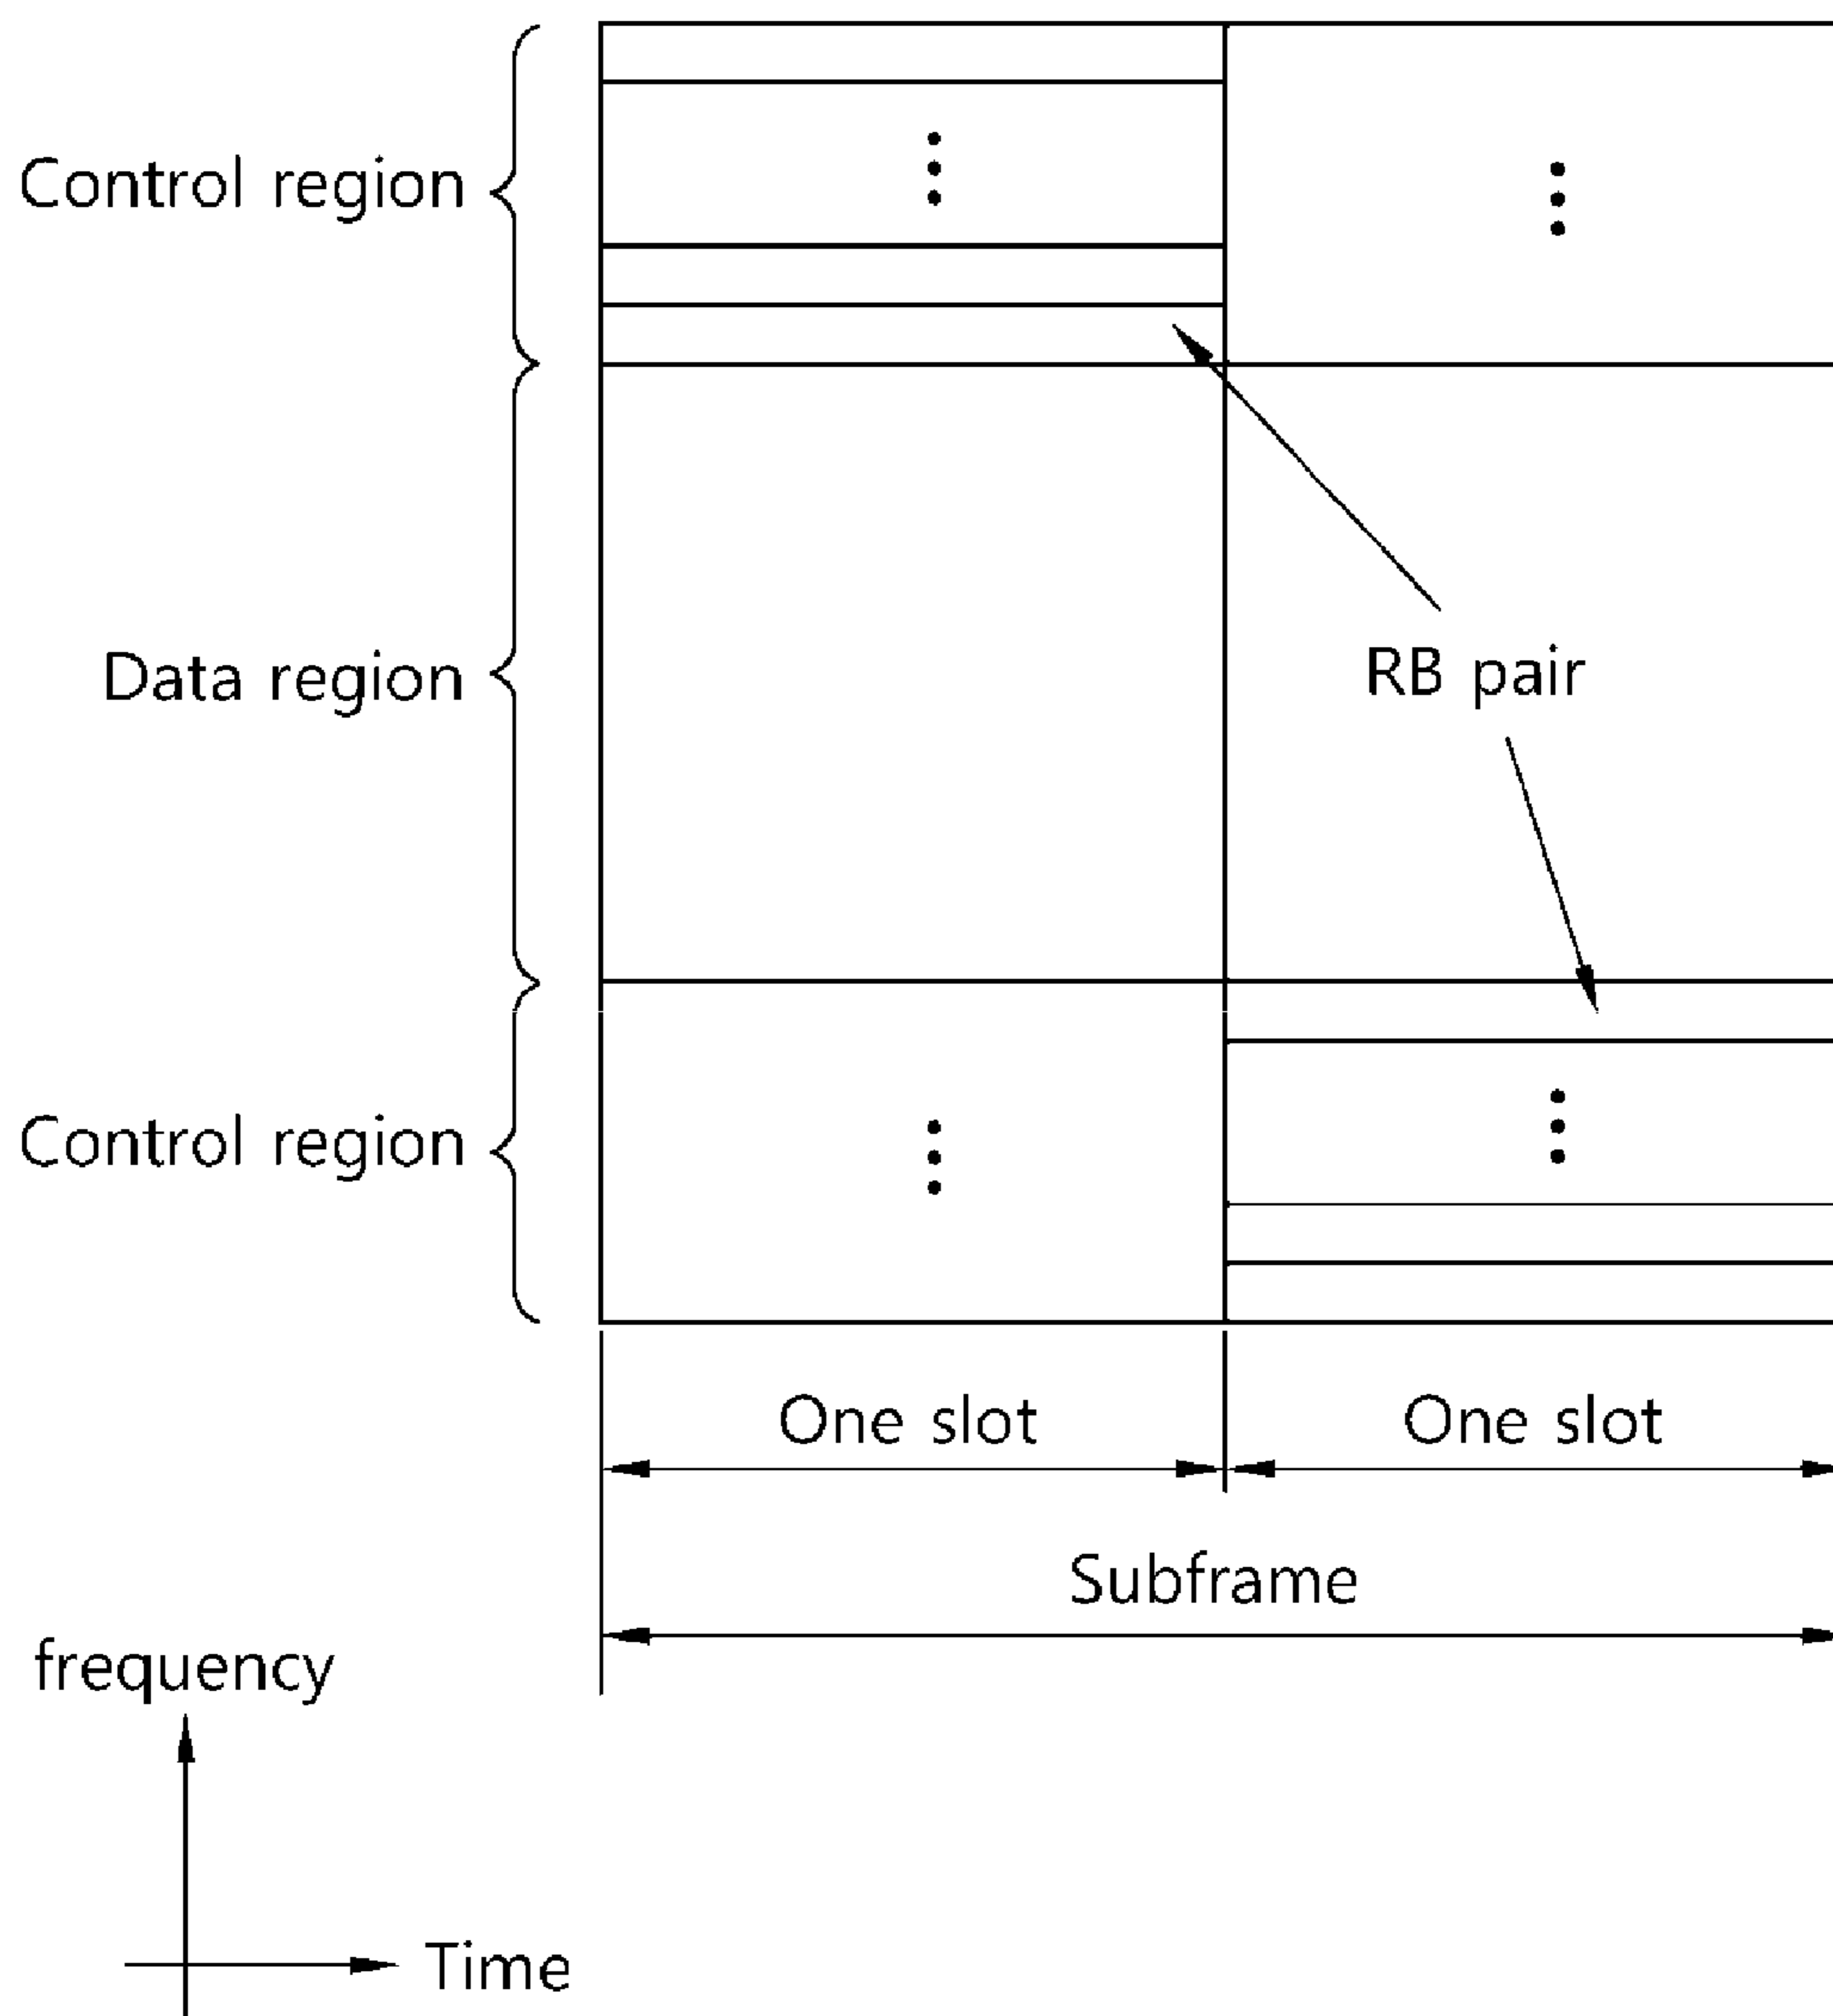 Control region
Data region
RB pair
Control region
One slot
One slot
Subframe
frequency
Time